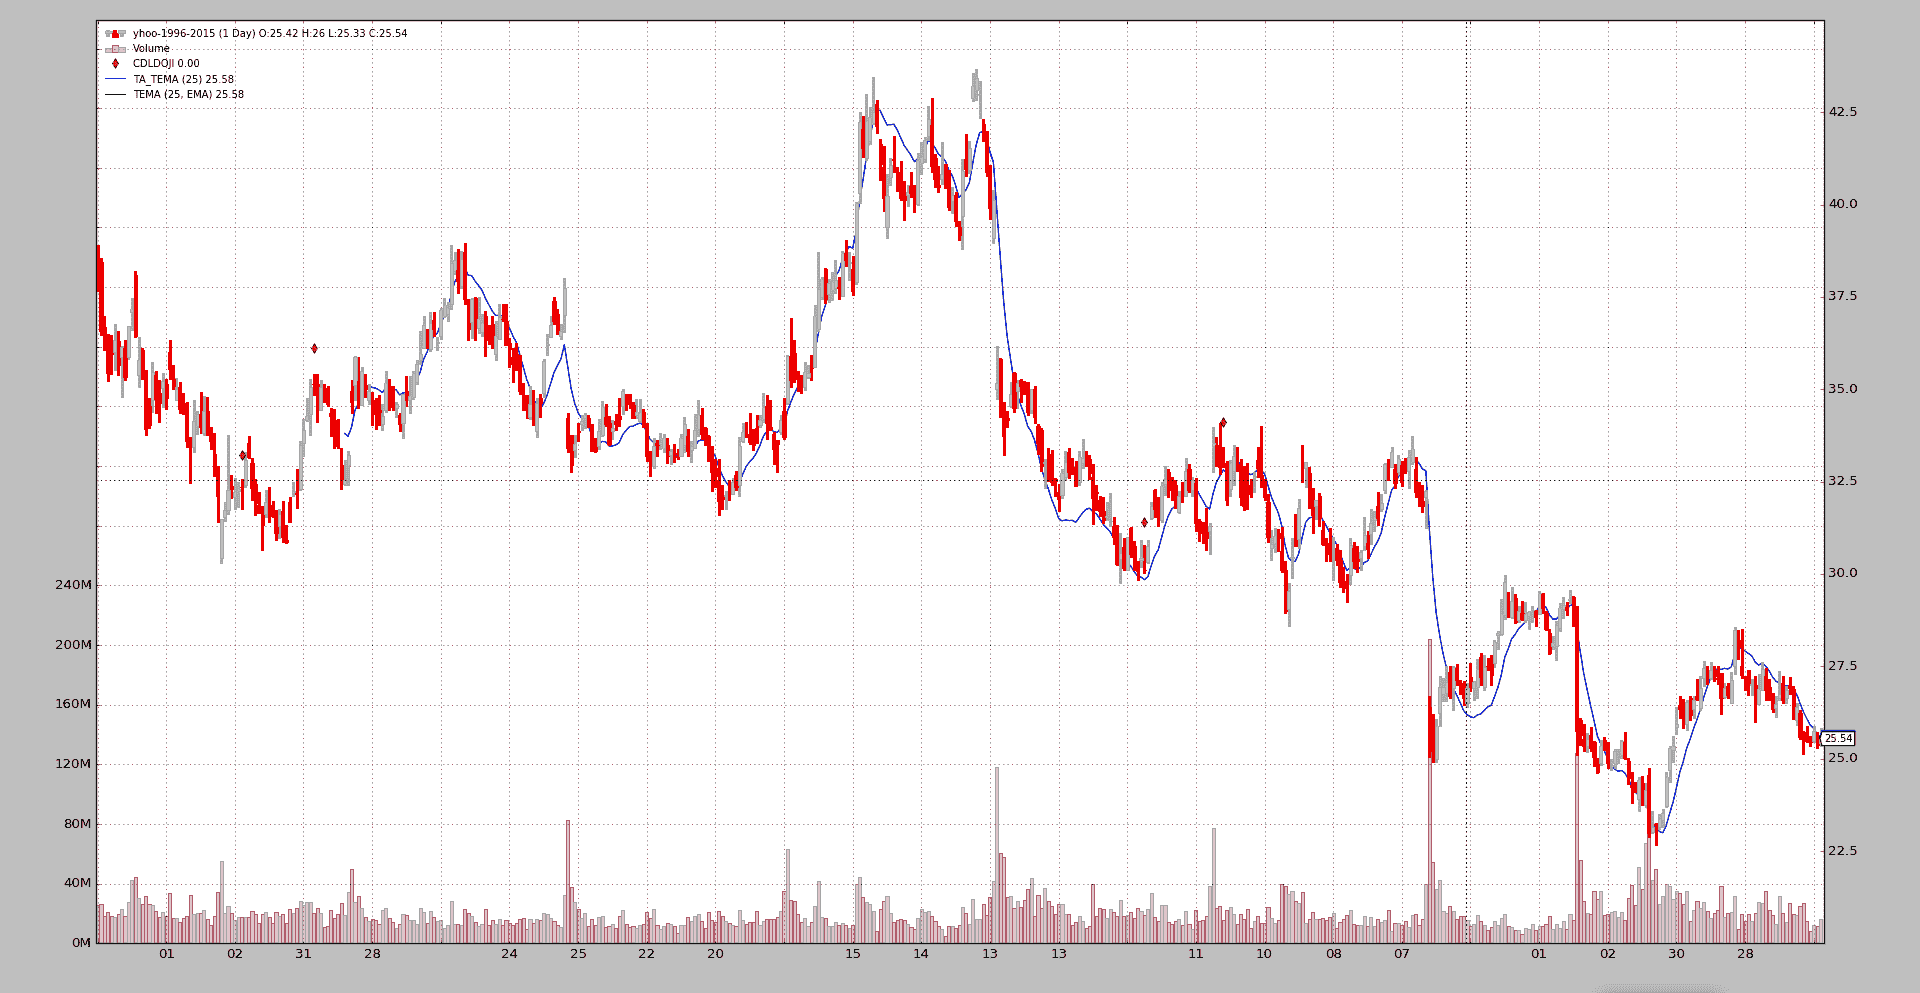 yhoo-1996-2015 (1 Day) O:25.42 H:26 L:25.33 C:25.54
Volume
CDLDOJI 0.00
TA_TEMA (25) 25.58
TEMA (25, EMA) 25.58
42.5
40.0
37.5
35.0
32.5
30.0
27.5
25.54
25.0
22.5
240M
200M
160M
120M
80M
40M
0M
01 02 31 28 24 25 22 20 15 14 13 13 11 10 08 07 01 02 30 28